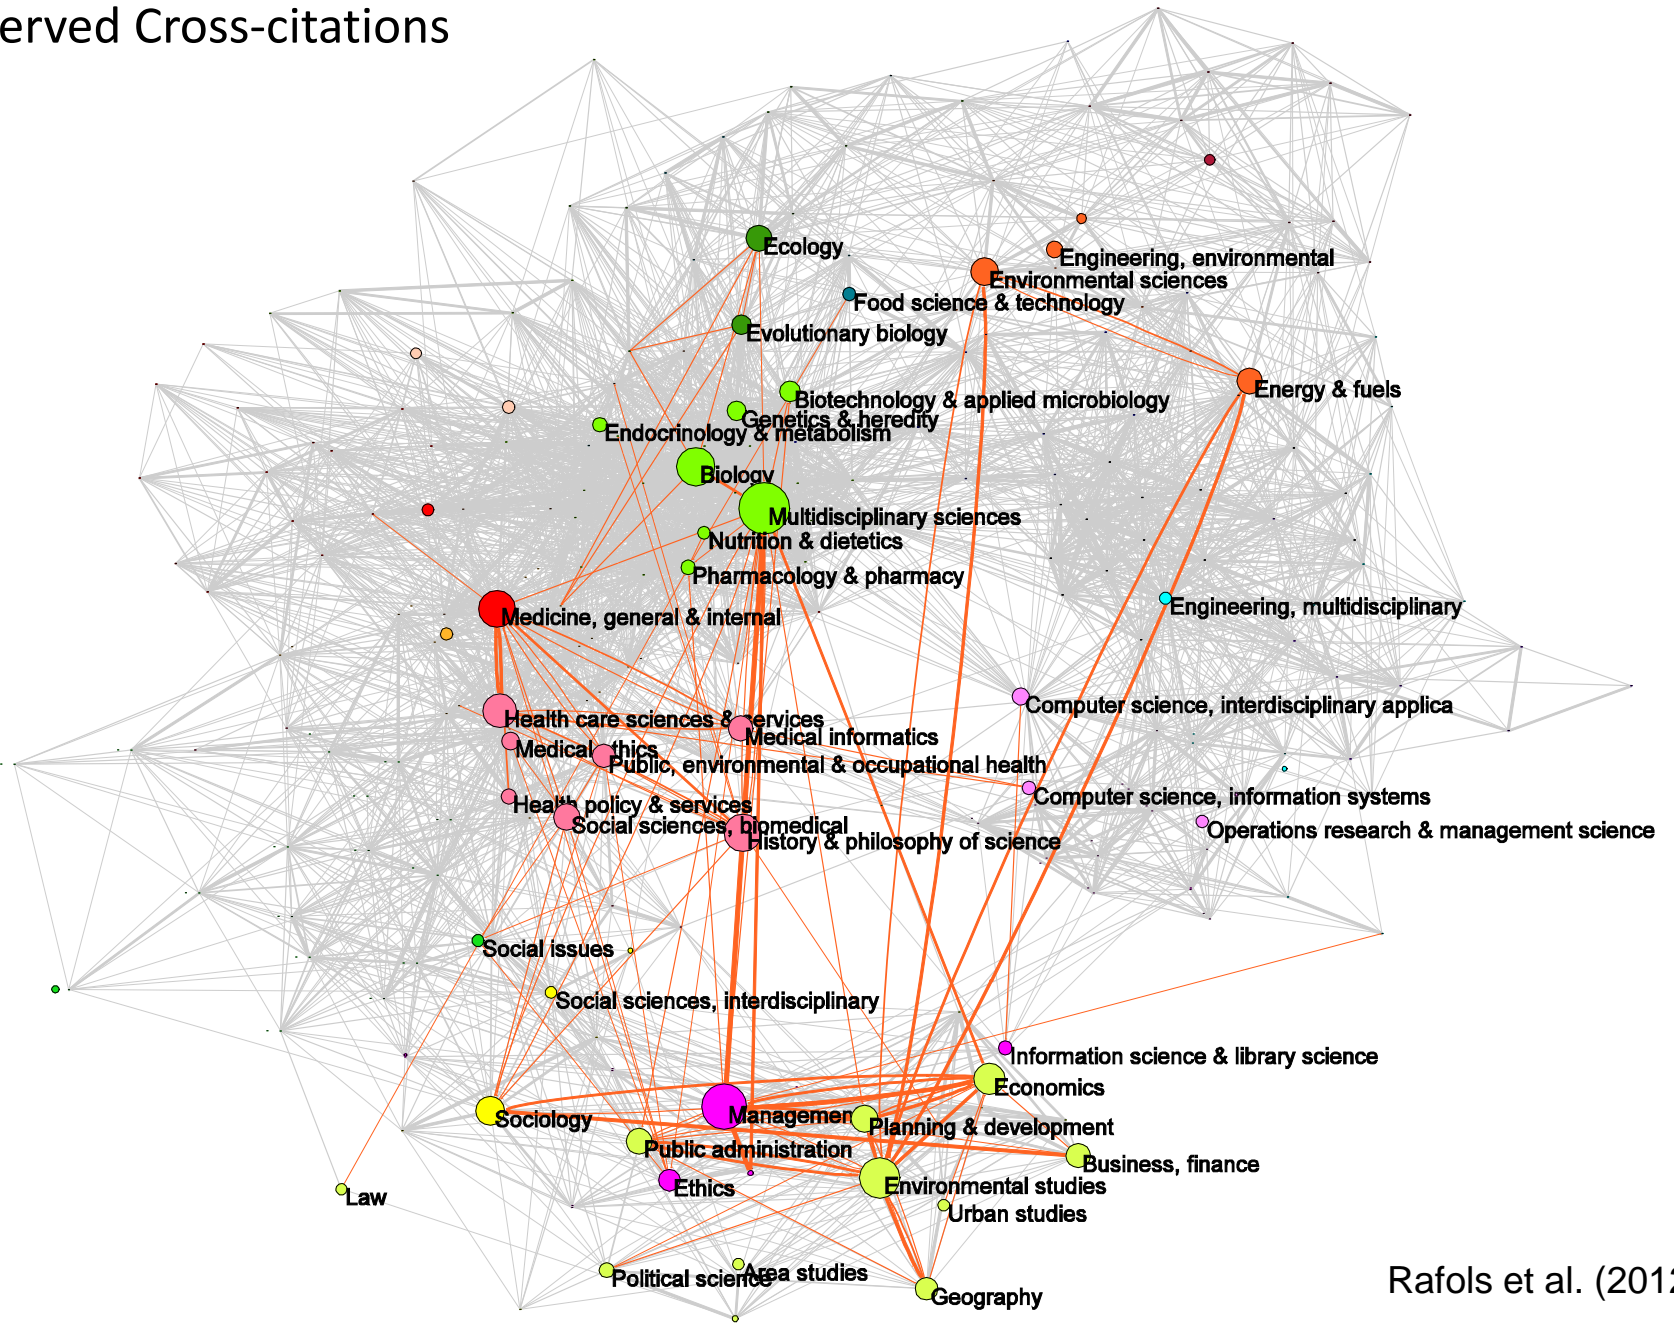 erved Cross-citations
Ecology
Engineering, environmental
Environmental sciences
Food science & technology
Evolutionary biology
Energy & fuels
Biotechnology & applied microbiology
Genetics & heredity
Endocrinology & metabolism
Biology
Multidisciplinary sciences
Nutrition & dietetics
Pharmacology & pharmacy
Engineering, multidisciplinary
Medicine, general & internal
Computer science, interdisciplinary applica
Health care sciences & services
Medical informatics
Medical ethics
Public, environmental & occupational health
Computer science, information systems
Health policy & services
Social sciences, biomedical
Operations research & management science
History & philosophy of science
Social issues
Social sciences, interdisciplinary
Information science & library science
Economics
Managemen
Sociology
Planning & development
Public administration
Business, finance
Ethics
Environmental studies
Law
Urban studies
Area studies
Political science
Geography
Rafols et al. (2012